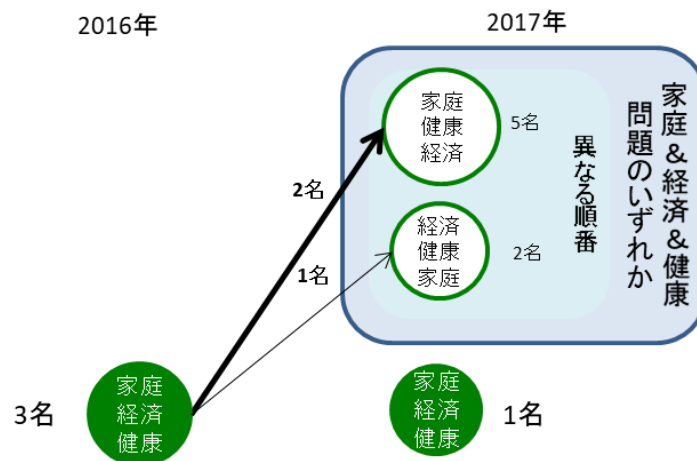 2016年
2017年
家庭
健康
経済
5名
経済
健康
家庭
2名
異なる順番
家庭&経済&健康
問題のいずれか
2名
1名
3名
家庭
経済
健康
家庭
経済
健康
1名